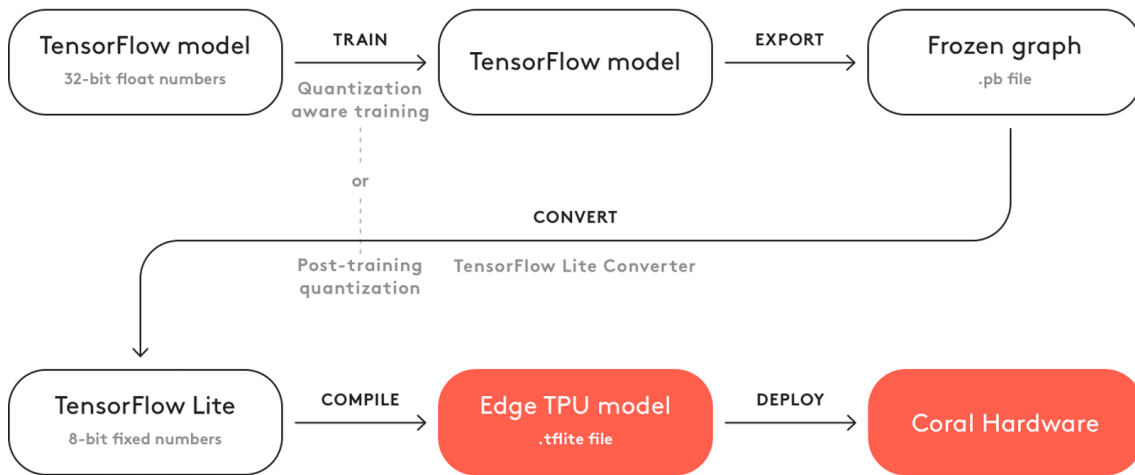 TensorFlow model
32-bit float numbers
TRAIN
Quantization
aware training
TensorFlow model
EXPORT
Frozen graph
.pb file
or
CONVERT
Post-training
quantization
TensorFlow Lite Converter
TensorFlow Lite
8-bit fixed numbers
COMPILE
Edge TPU model
.tflite file
DEPLOY
Coral Hardware